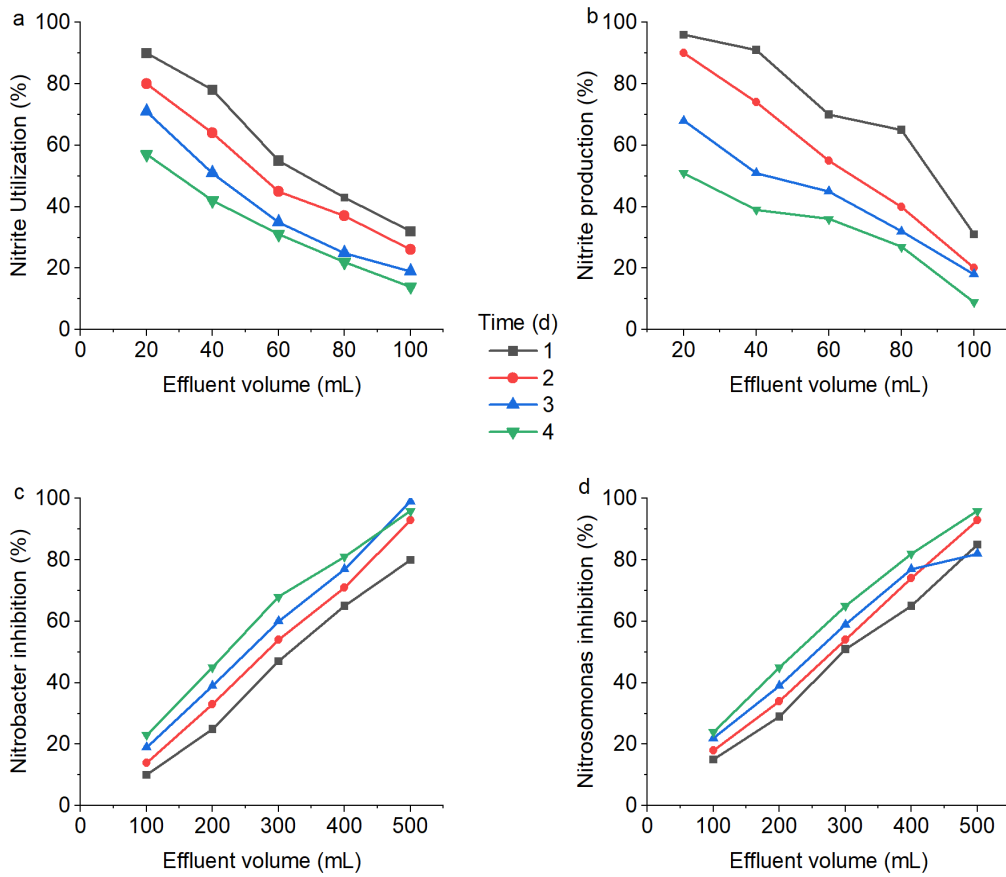 a
Nitrite Utilization (%)
100
80
60
40
20
0
0 20 40 60 80 100
Effluent volume (mL)
b
Nitrite production (%)
100
80
60
40
20
0
20 40 60 80 100
Effluent volume (mL)
Time (d)
1
2
3
4
c
Nitrobacter inhibition (%)
100
80
60
40
20
0
0 100 200 300 400 500
Effluent volume (mL)
d
Nitrosomonas inhibition (%)
100
80
60
40
20
0
0 100 200 300 400 500
Effluent volume (mL)